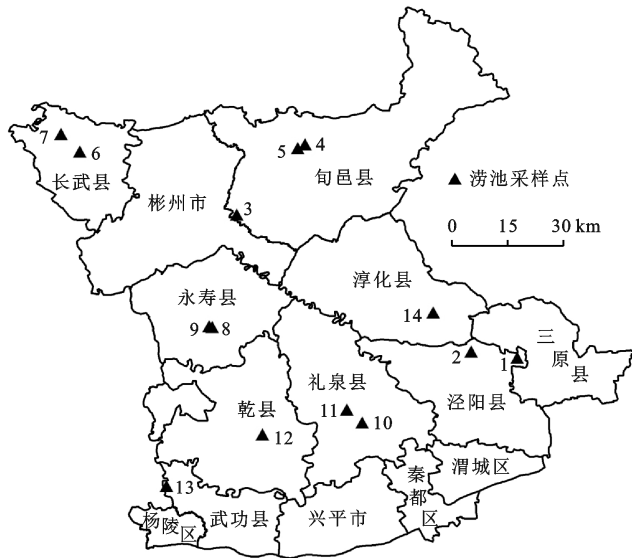 7
6
长武县
彬州市
5
4
旬邑县
3
涝池采样点
0 15 30 km
永寿县
9
8
淳化县
14
三原县
2
1
泾阳县
礼泉县
11
10
乾县
12
13
杨陵区
武功县
兴平市
秦都区
渭城区